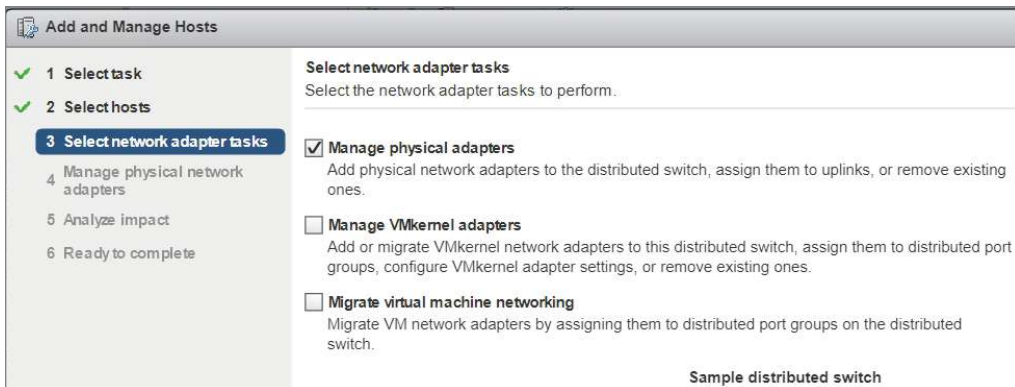 Add and Manage Hosts
1 Select task
2 Select hosts
3 Select network adapter tasks
4 Manage physical network
adapters
5 Analyze impact
6 Ready to complete
Select network adapter tasks
Select the network adapter tasks to perform.
Manage physical adapters
Add physical network adapters to the distributed switch, assign them to uplinks, or remove existing
ones.
Manage VMkernel adapters
Add or migrate VMkernel network adapters to this distributed switch, assign them to distributed port
groups, configure VMkernel adapter settings, or remove existing ones.
Migrate virtual machine networking
Migrate VM network adapters by assigning them to distributed port groups on the distributed
switch.
Sample distributed switch